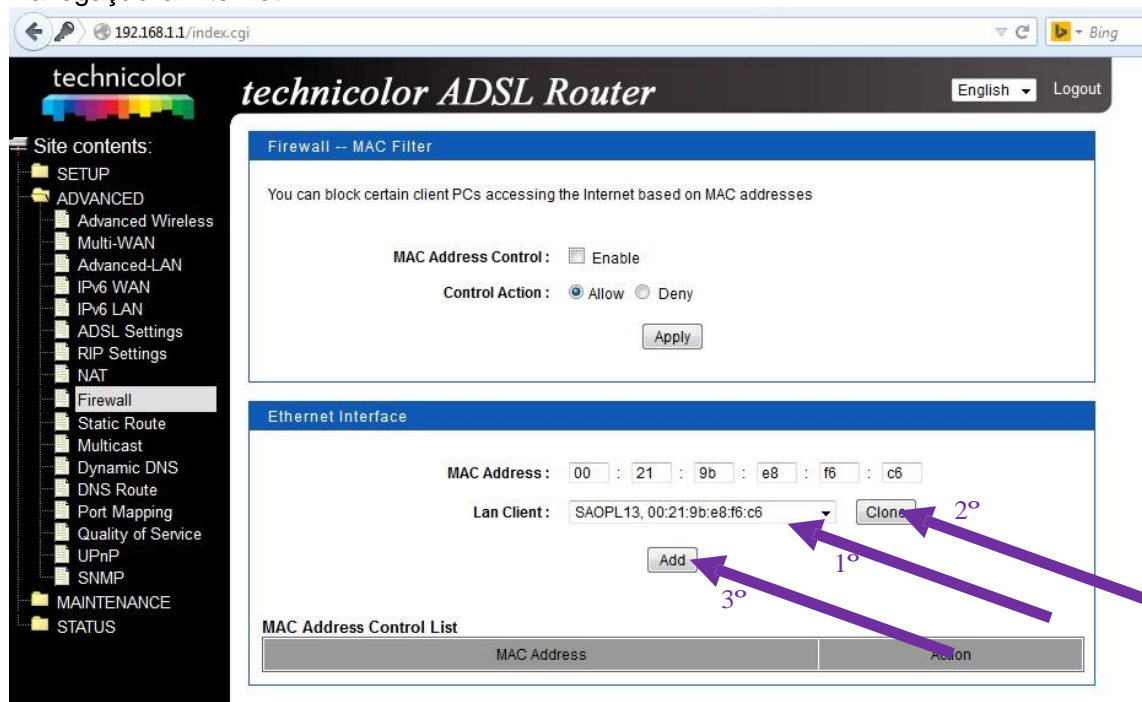 192.168.1.1/index.cgi
Bing
technicolor
technicolor ADSL Router
English
Logout
Site contents:
SETUP
ADVANCED
Advanced Wireless
Multi-WAN
Advanced-LAN
IPv6 WAN
IPv6 LAN
ADSL Settings
RIP Settings
NAT
Firewall
Static Route
Multicast
Dynamic DNS
DNS Route
Port Mapping
Quality of Service
UPnP
SNMP
MAINTENANCE
STATUS
Firewall -- MAC Filter
You can block certain client PCs accessing the Internet based on MAC addresses
MAC Address Control : Enable
Control Action : Allow Deny
Apply
Ethernet Interface
MAC Address : 00 : 21 : 9b : e8 : f6 : c6
Lan Client : SAOPL13, 00:21:9b:e8:f6:c6 Clone 2º
Add 1º
3º
MAC Address Control List
MAC Address Action